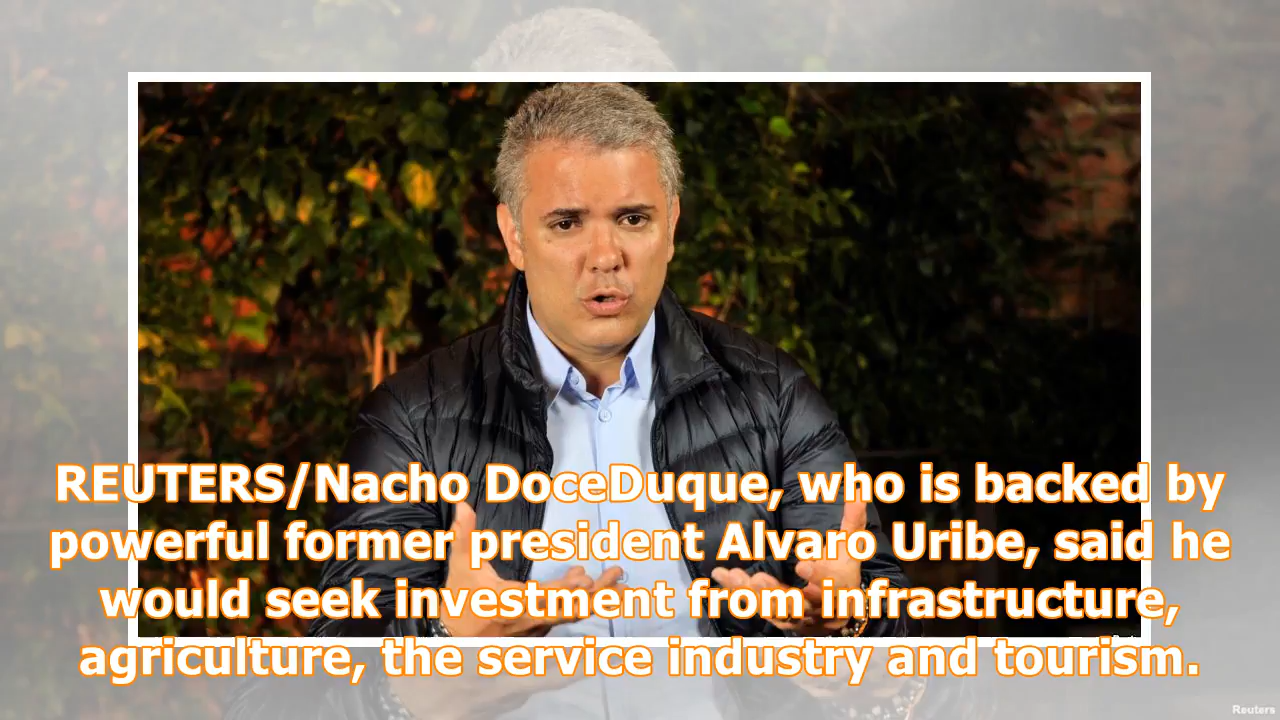 REUTERS/Nacho DoceDuque, who is backed by
powerful former president Alvaro Uribe, said he
would seek investment from infrastructure,
agriculture, the service industry and tourism.
Reuters